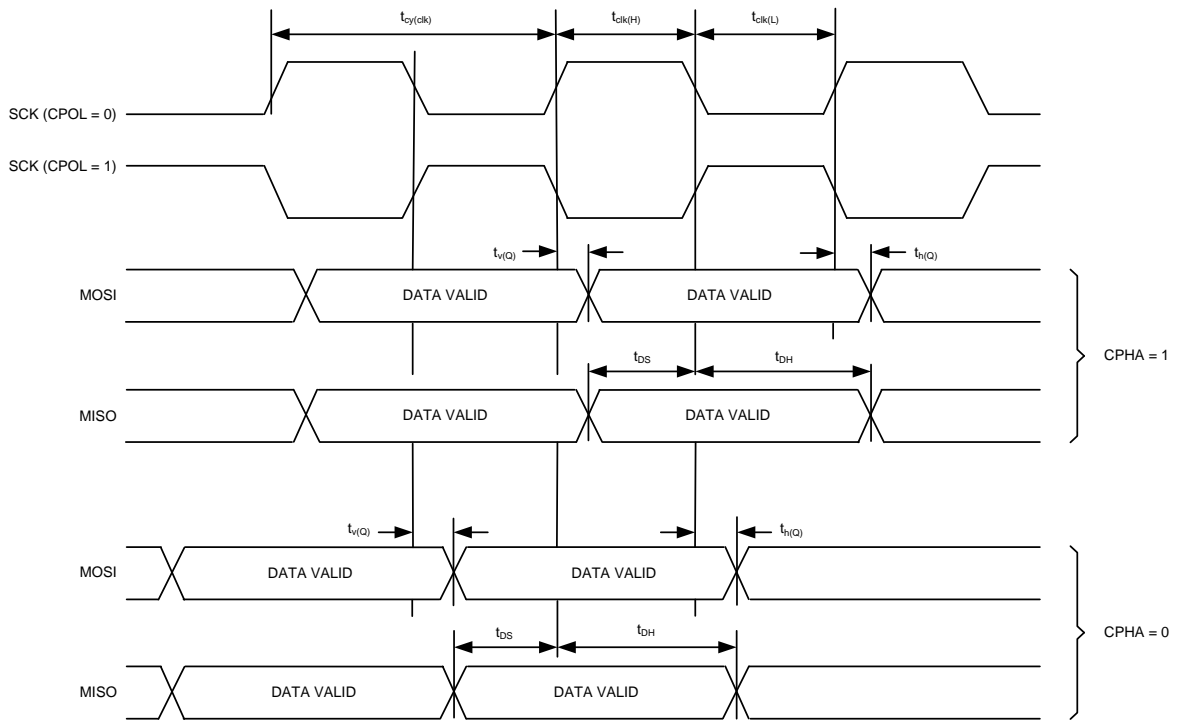 tcy(clk) tclk(H) tclk(L)
SCK (CPOL = 0)
SCK (CPOL = 1)
tv(Q) th(Q)
MOSI DATA VALID DATA VALID
CPHA = 1
tDS tDH
MISO DATA VALID DATA VALID
tv(Q) th(Q)
MOSI DATA VALID DATA VALID
CPHA = 0
tDS tDH
MISO DATA VALID DATA VALID